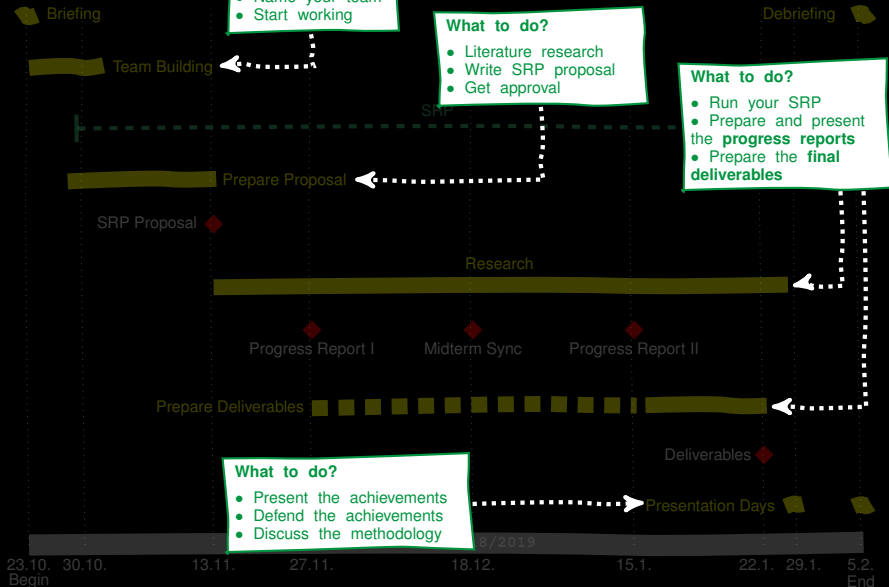 Briefing
Name your team
● Start working
Debriefing
What to do?
● Literature research
● Write SRP proposal
● Get approval
Team Building
What to do?
● Run your SRP
● Prepare and present
the progress reports
● Prepare the final
deliverables
SRP
Prepare Proposal
SRP Proposal
Research
Progress Report I
Midterm Sync
Progress Report II
Prepare Deliverables
Deliverables
What to do?
● Present the achievements
● Defend the achievements
● Discuss the methodology
Presentation Days
8/2019
23.10. 30.10. 13.11. 27.11. 18.12. 15.1. 22.1. 29.1. 5.2.
Begin End